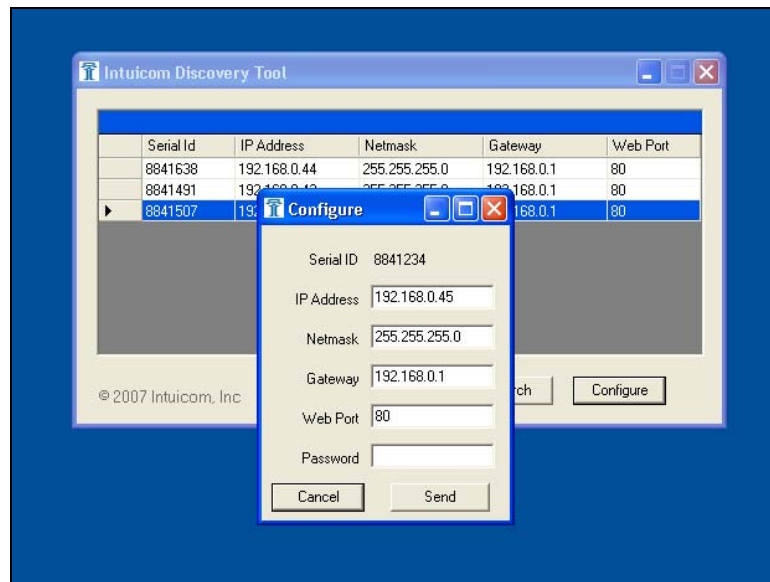 Intuicom Discovery Tool
Serial Id IP Address Netmask Gateway Web Port
8841638 192.168.0.44 255.255.255.0 192.168.0.1 80
8841491 80
8841507 168.0.1 80
Configure
Serial ID 8841234
IP Address 192.168.0.45
Netmask 255.255.255.0
Gateway 192.168.0.1
Web Port 80
Password
Cancel Send
© 2007 Intuicom, Inc
Configure